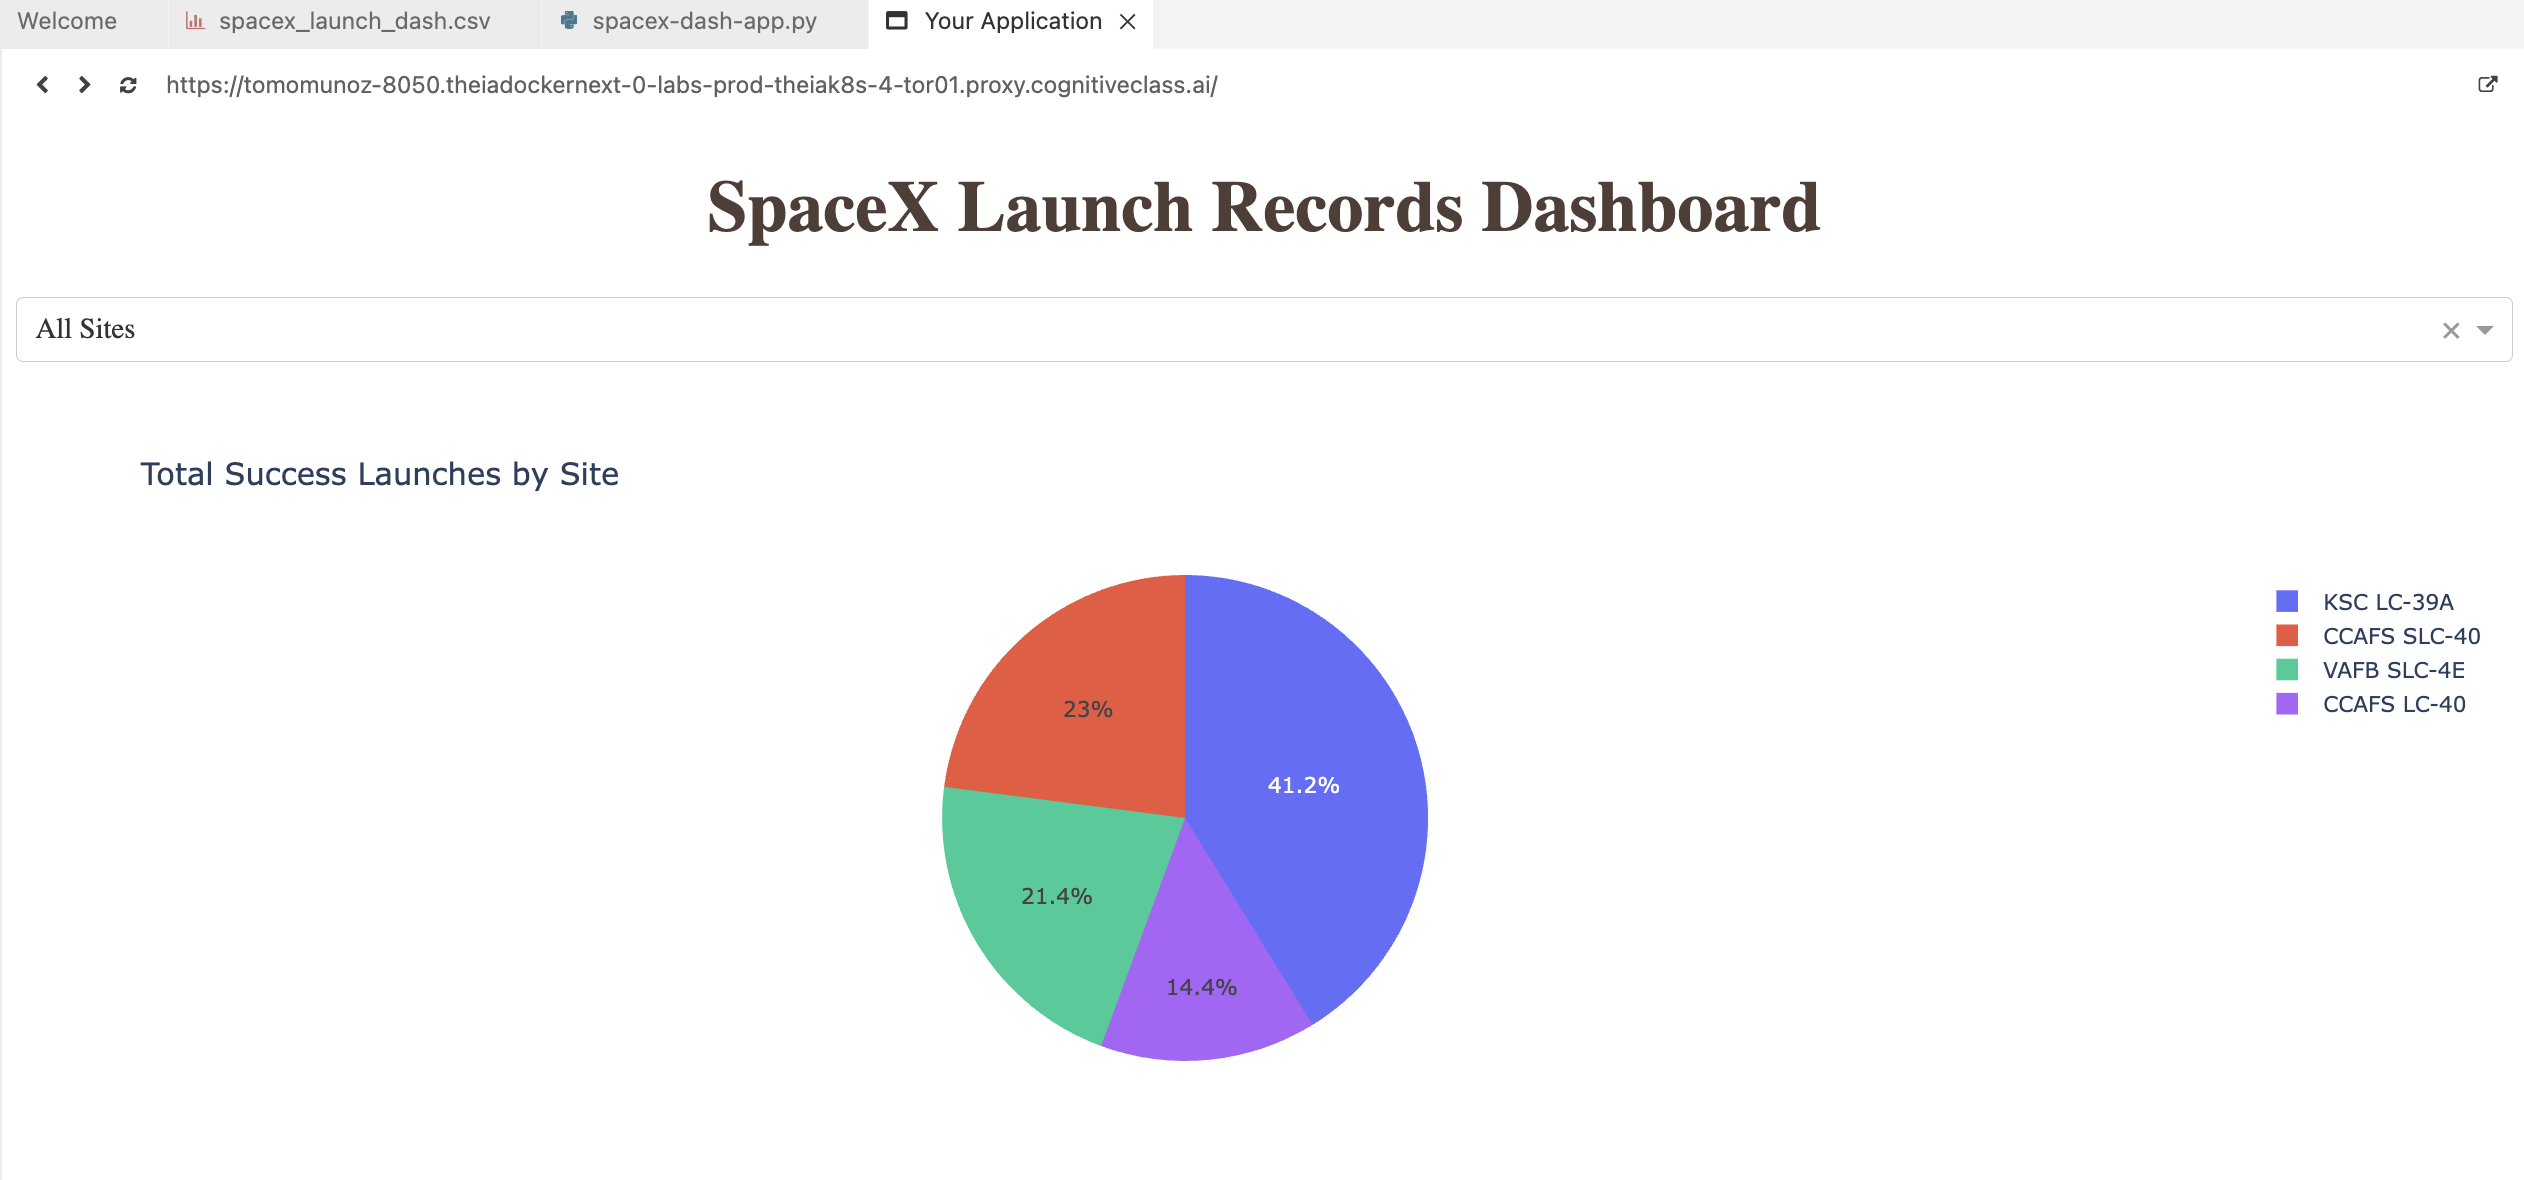 Welcome
spacex_launch_dash.csv
spacex-dash-app.py
Your Application
https://tomomunoz-8050.theiadockernext-0-labs-prod-theiak8s-4-tor01.proxy.cognitiveclass.ai/
SpaceX Launch Records Dashboard
All Sites
Total Success Launches by Site
KSC LC-39A
CCAFS SLC-40
VAFB SLC-4E
CCAFS LC-40
23%
41.2%
21.4%
14.4%